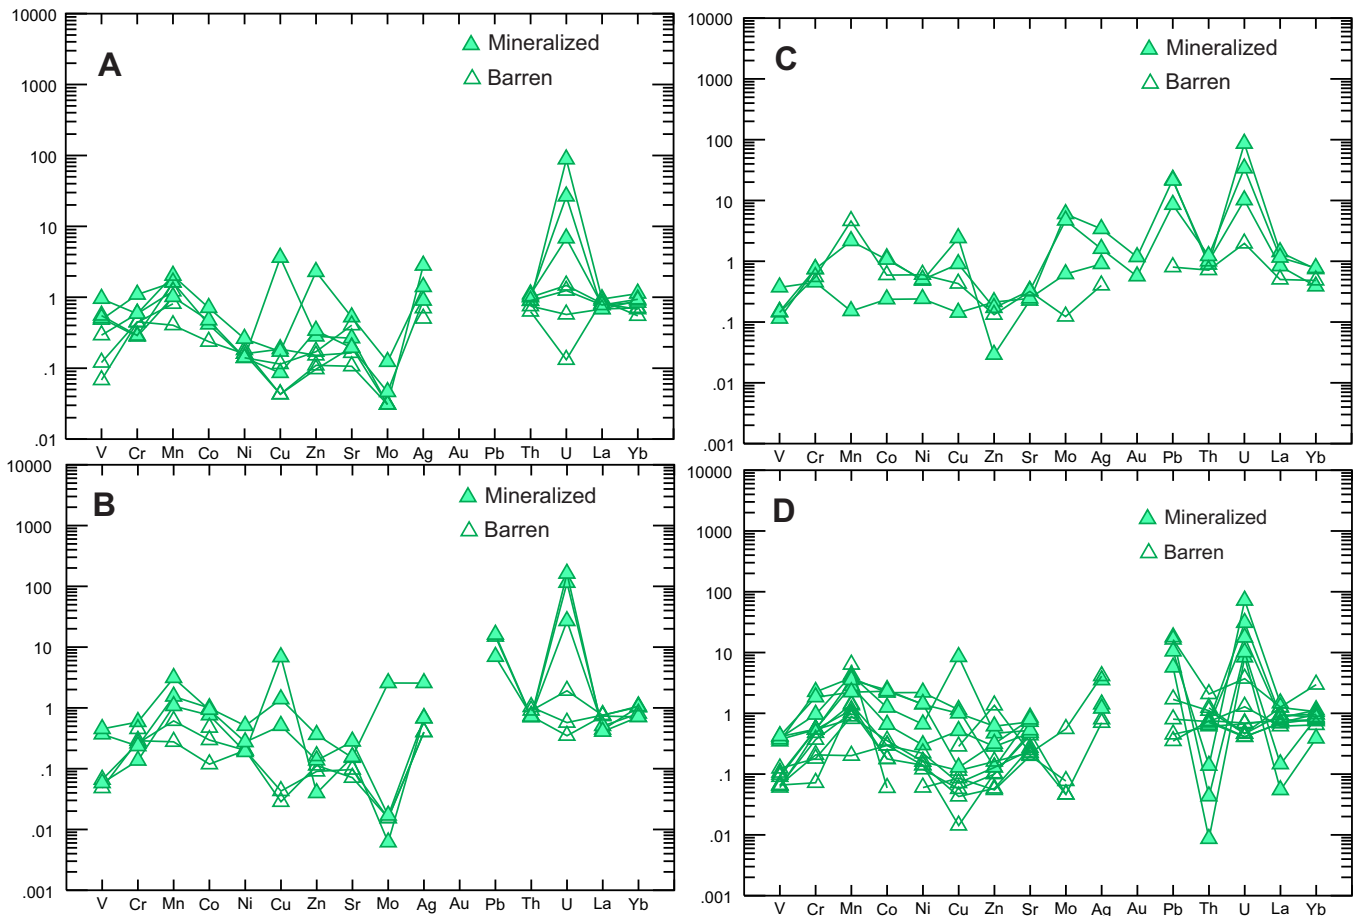 A
10000
1000
100
10
1
.1
.01
Mineralized
Barren
V Cr Mn Co Ni Cu Zn Sr Mo Ag Au Pb Th U La Yb
C
10000
1000
100
10
1
.1
.01
.001
Mineralized
Barren
V Cr Mn Co Ni Cu Zn Sr Mo Ag Au Pb Th U La Yb
B
10000
1000
100
10
1
.1
.01
.001
Mineralized
Barren
V Cr Mn Co Ni Cu Zn Sr Mo Ag Au Pb Th U La Yb
D
10000
1000
100
10
1
.1
.01
.001
Mineralized
Barren
V Cr Mn Co Ni Cu Zn Sr Mo Ag Au Pb Th U La Yb